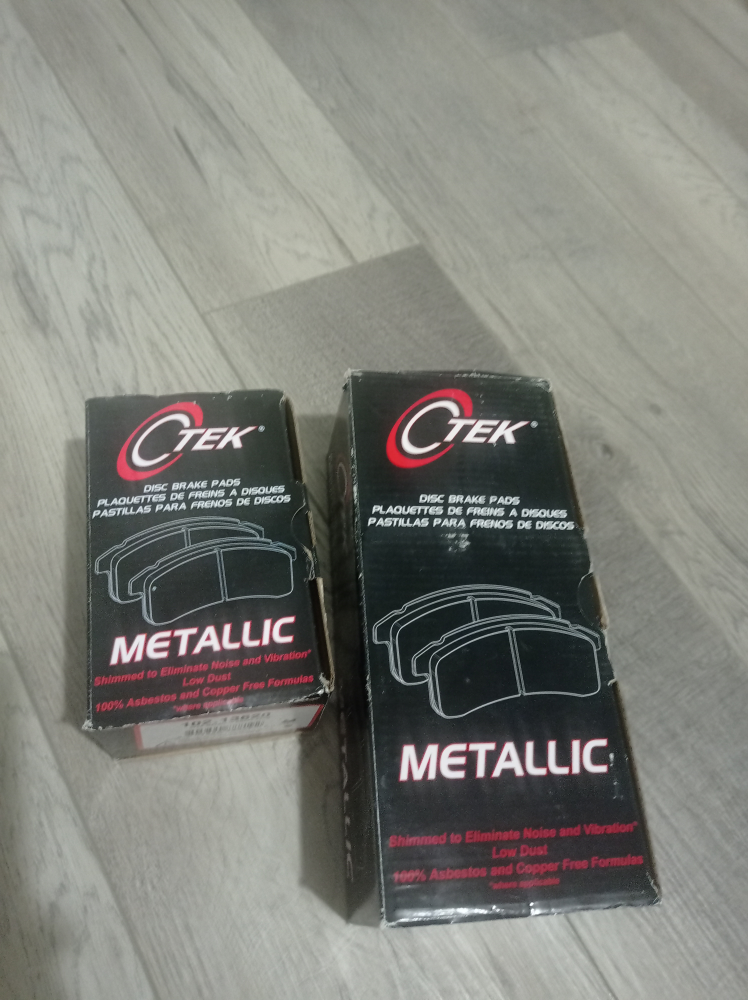 CTEK®
DISC BRAKE PADS
PLAQUETTES DE FREINS A DISQUES
PASTILLAS PARA FRENOS DE DISCOS
METALLIC
Shimmed to Eliminate Noise and Vibration*
Low Dust
100% Asbestos and Copper Free Formulas
*where applicable
CTEK®
DISC BRAKE PADS
PLAQUETTES DE FREINS A DISQUES
PASTILLAS PARA FRENOS DE DISCOS
METALLIC
Shimmed to Eliminate Noise and Vibration*
Low Dust
100% Asbestos and Copper Free Formulas
*where applicable